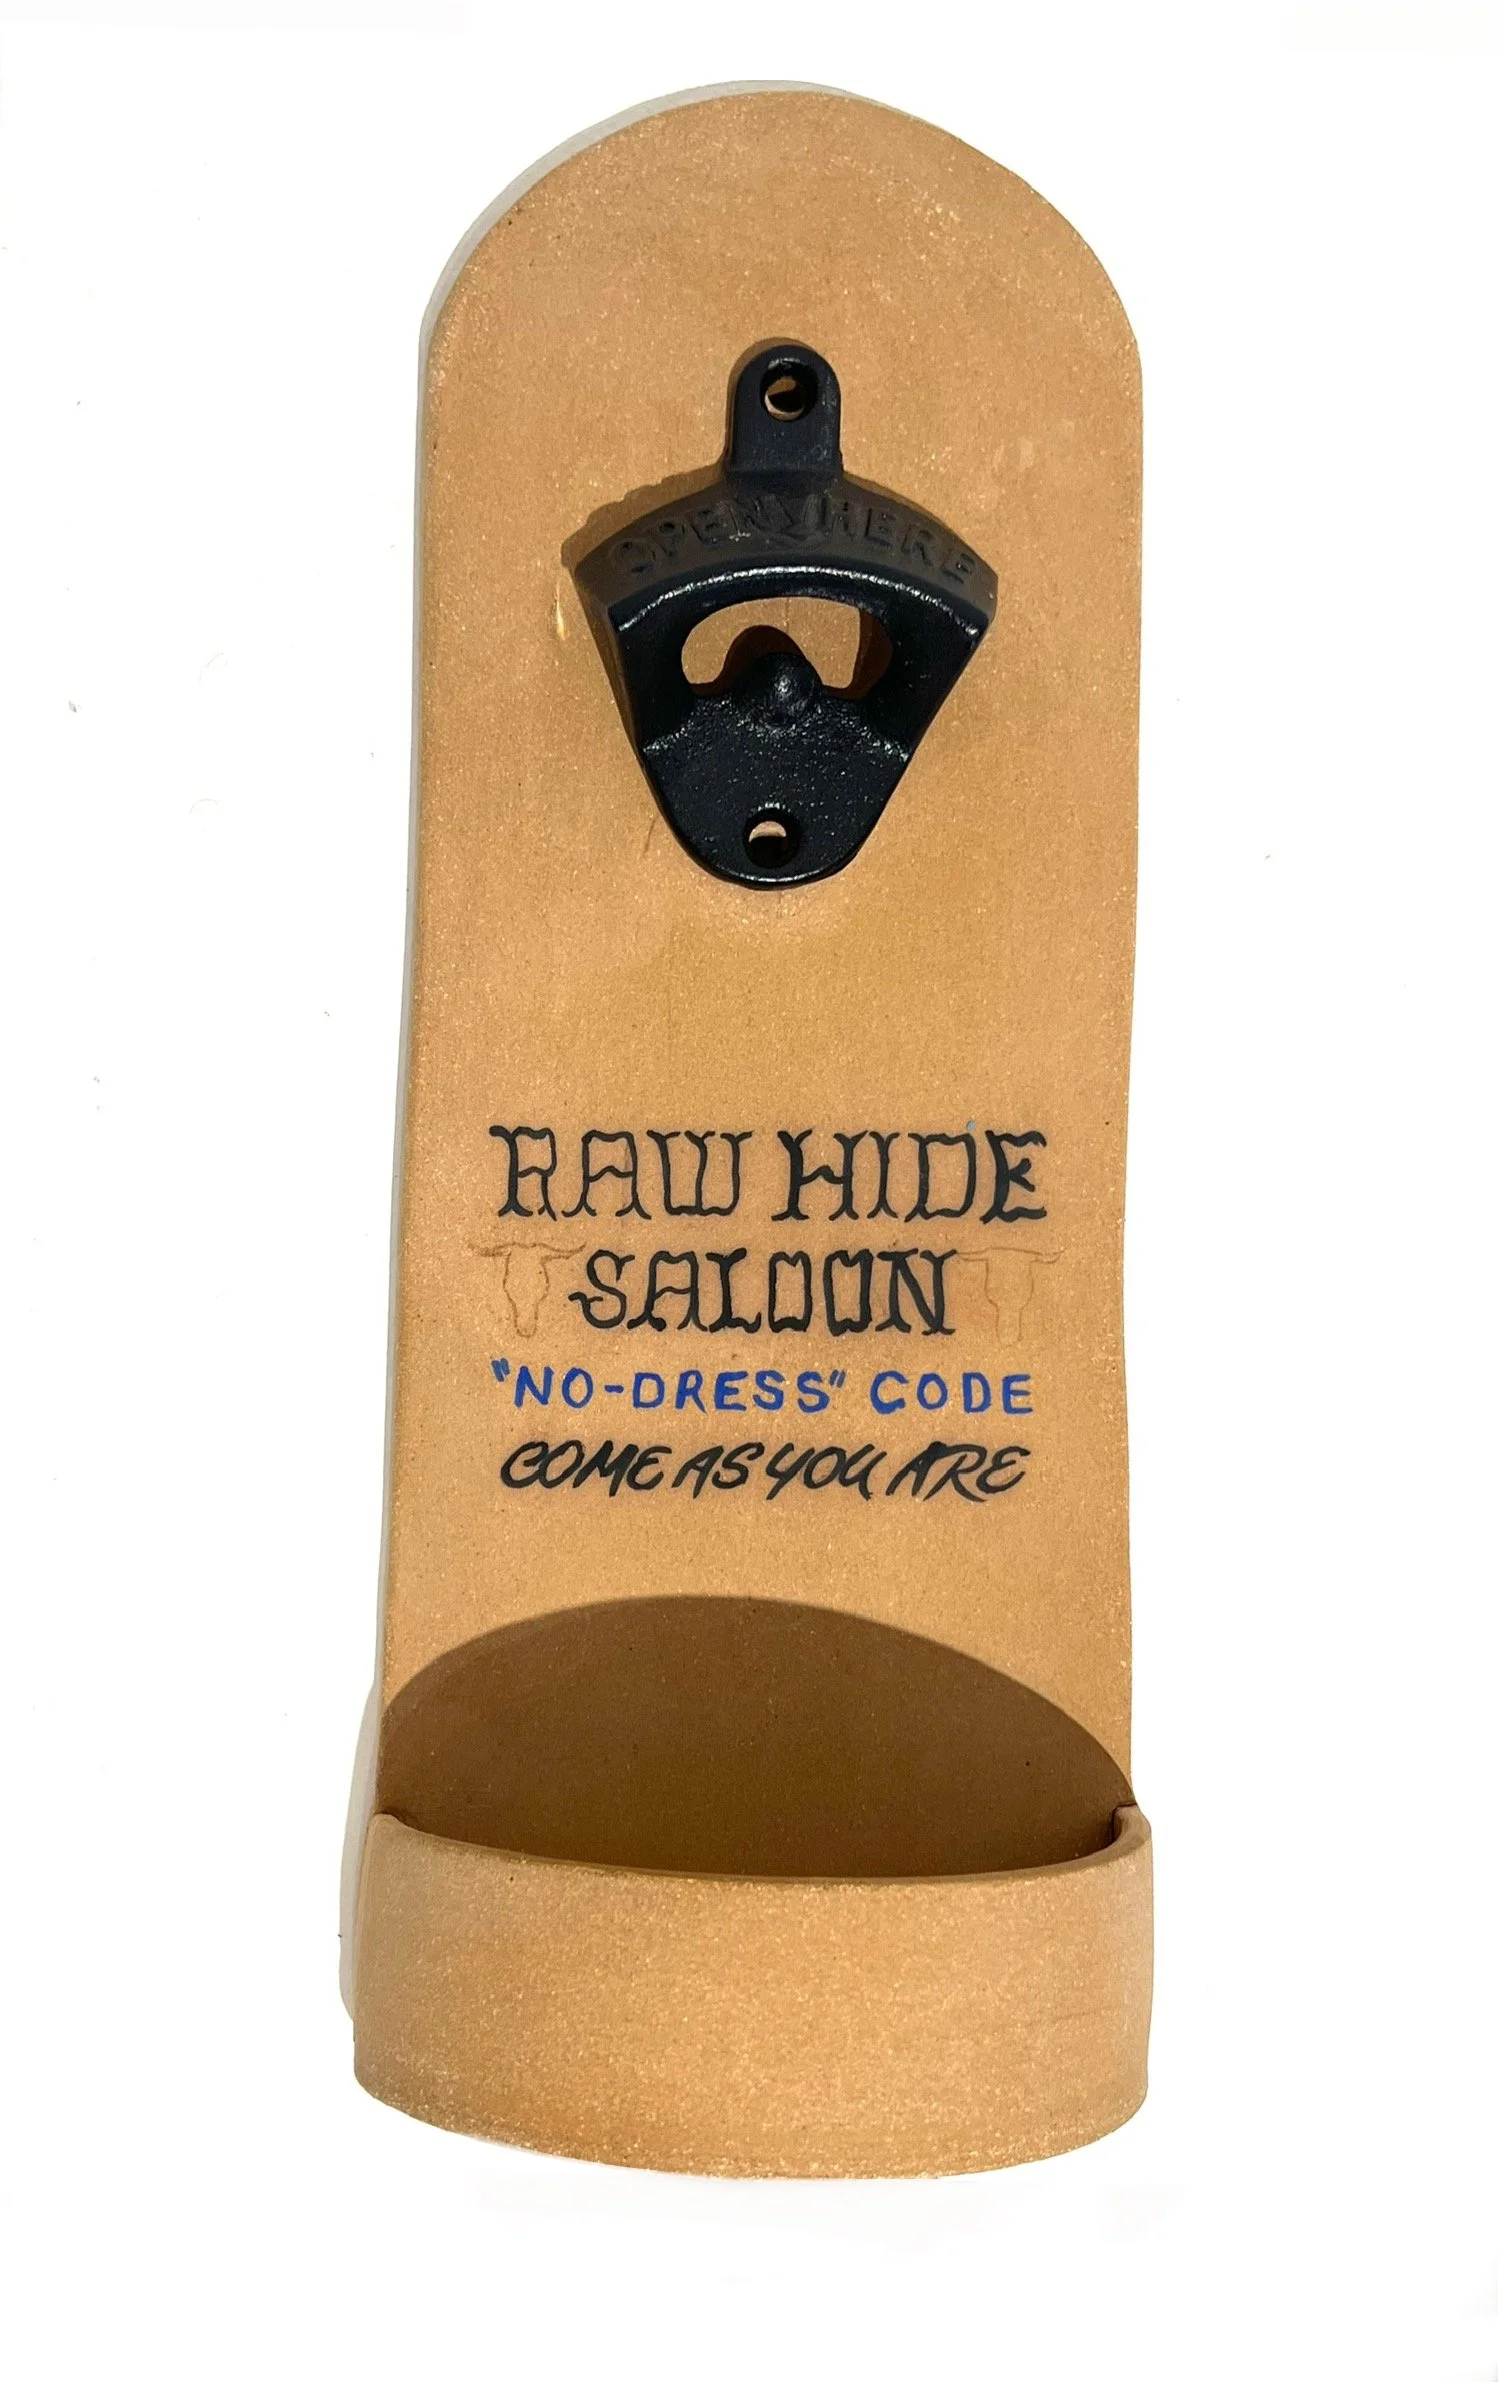 OPEN HERE
RAW HIDE
SALOON
"NO-DRESS" CODE
COME AS YOU ARE